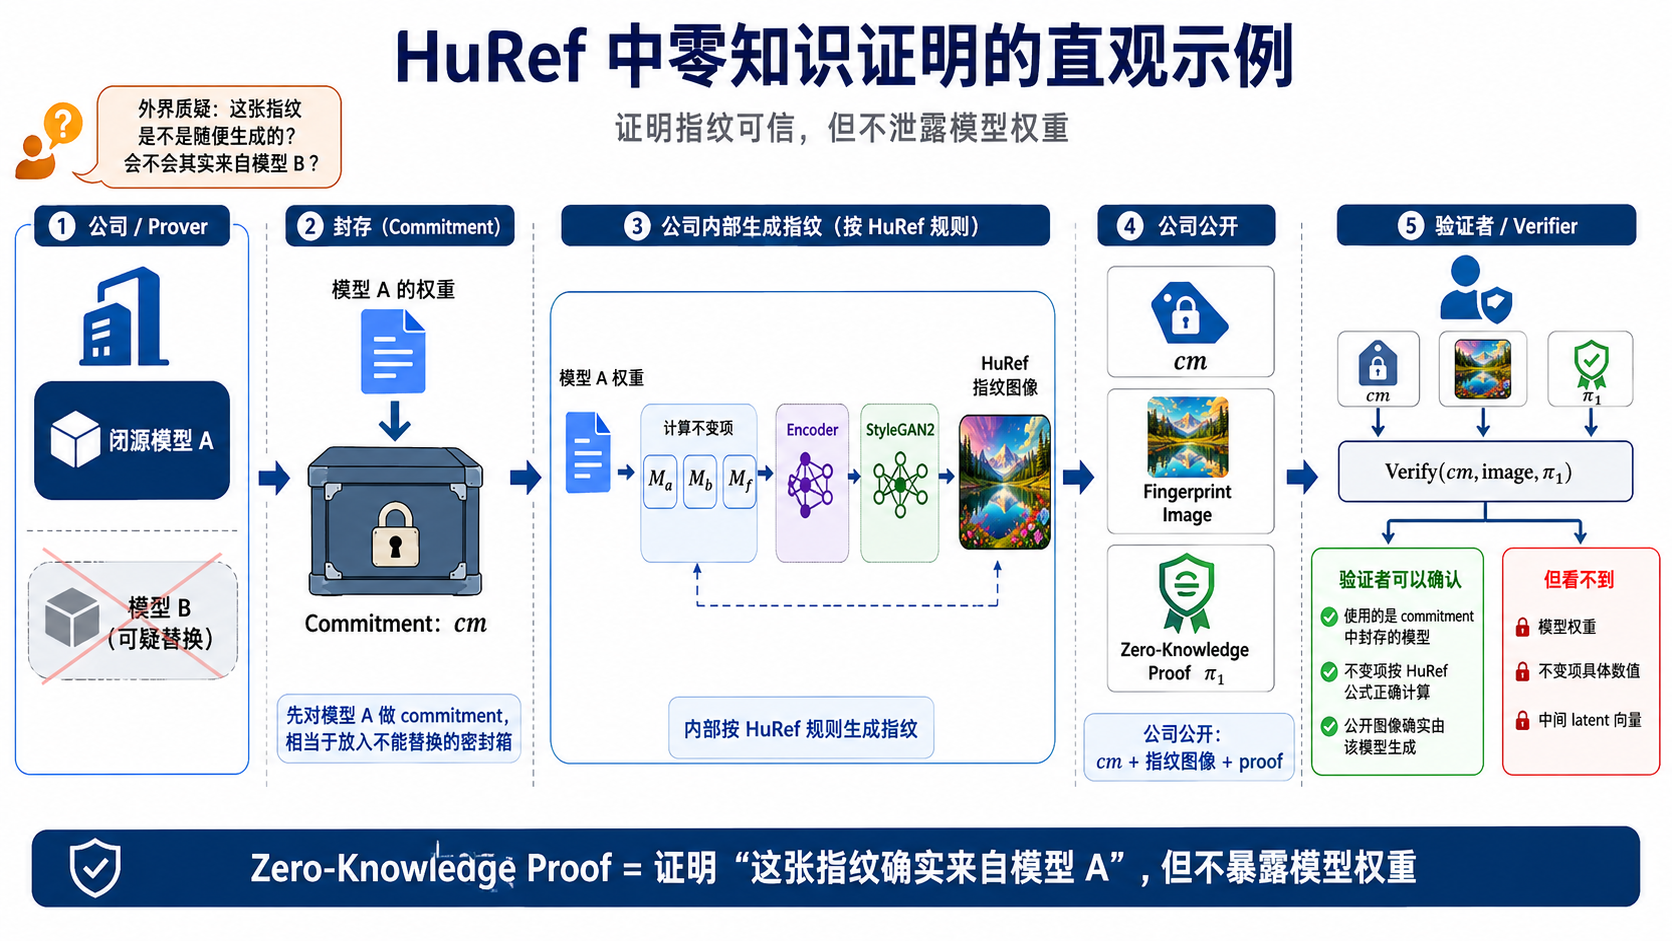 HuRef 中零知识证明的直观示例
证明指纹可信，但不泄露模型权重
?
外界质疑：这张指纹
是不是随便生成的？
会不会其实来自模型 B？
1 公司 / Prover
闭源模型 A
模型 B
（可疑替换）
2 封存（Commitment）
模型 A 的权重
Commitment：cm
先对模型 A 做 commitment，
相当于放入不能替换的密封箱
3 公司内部生成指纹（按 HuRef 规则）
模型 A 权重
计算不变项
Mₐ M_b M_f
Encoder
StyleGAN2
HuRef
指纹图像
内部按 HuRef 规则生成指纹
4 公司公开
cm
Fingerprint
Image
Zero-Knowledge
Proof π₁
公司公开：
cm + 指纹图像 + proof
5 验证者 / Verifier
cm
π₁
Verify(cm, image, π₁)
验证者可以确认
使用的是 commitment
中封存的模型
不变项按 HuRef
公式正确计算
公开图像确实由
该模型生成
但看不到
模型权重
不变项具体数值
中间 latent 向量
Zero-Knowledge Proof = 证明“这张指纹确实来自模型 A”，但不暴露模型权重